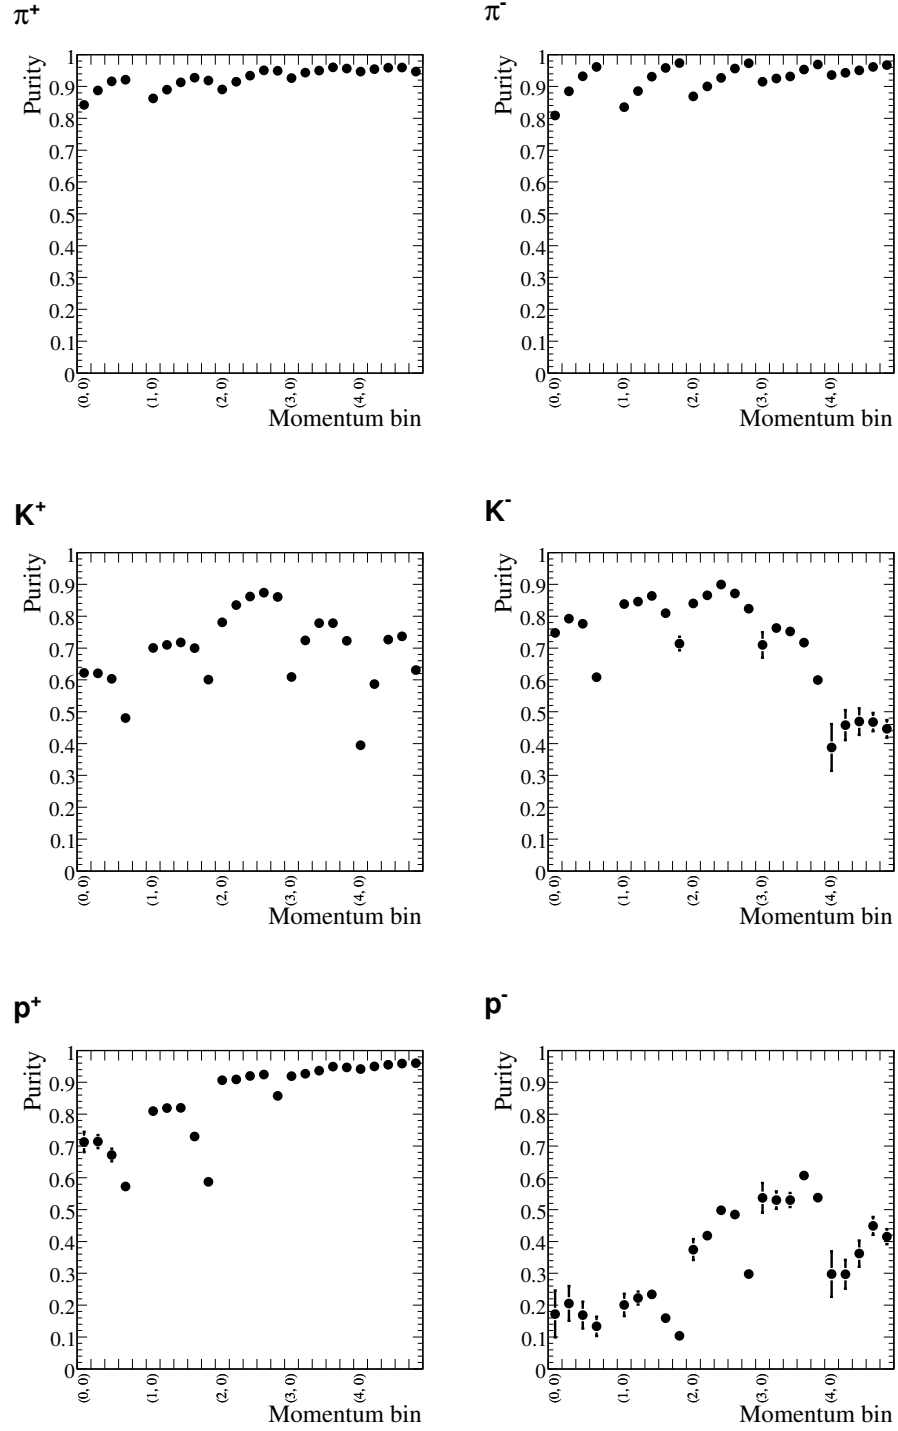 π+ π-
Purity Purity
1 1
0.9 0.9
0.8 0.8
0.7 0.7
0.6 0.6
0.5 0.5
0.4 0.4
0.3 0.3
0.2 0.2
0.1 0.1
0 0
(0, 0) (1, 0) (2, 0) (3, 0) (4, 0) (0, 0) (1, 0) (2, 0) (3, 0) (4, 0)
Momentum bin Momentum bin
K+ K-
Purity Purity
1 1
0.9 0.9
0.8 0.8
0.7 0.7
0.6 0.6
0.5 0.5
0.4 0.4
0.3 0.3
0.2 0.2
0.1 0.1
0 0
(0, 0) (1, 0) (2, 0) (3, 0) (4, 0) (0, 0) (1, 0) (2, 0) (3, 0) (4, 0)
Momentum bin Momentum bin
p+ p-
Purity Purity
1 1
0.9 0.9
0.8 0.8
0.7 0.7
0.6 0.6
0.5 0.5
0.4 0.4
0.3 0.3
0.2 0.2
0.1 0.1
0 0
(0, 0) (1, 0) (2, 0) (3, 0) (4, 0) (0, 0) (1, 0) (2, 0) (3, 0) (4, 0)
Momentum bin Momentum bin